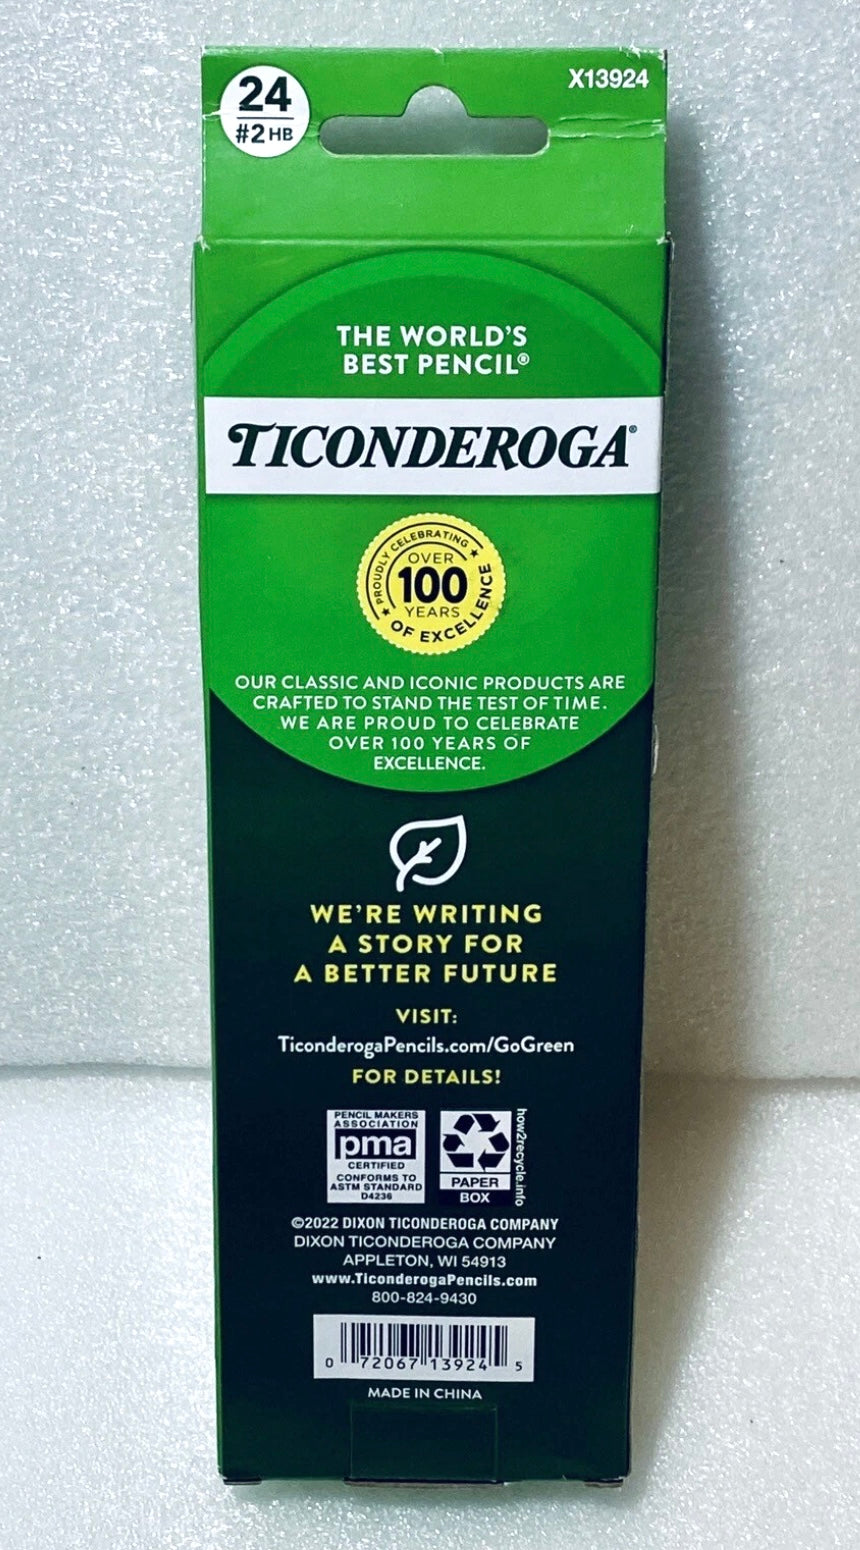 24
#2 HB
X13924
THE WORLD'S
BEST PENCIL®
TICONDEROGA®
PROUDLY CELEBRATING
OVER
100
YEARS
OF EXCELLENCE
OUR CLASSIC AND ICONIC PRODUCTS ARE
CRAFTED TO STAND THE TEST OF TIME.
WE ARE PROUD TO CELEBRATE
OVER 100 YEARS OF
EXCELLENCE.
WE'RE WRITING
A STORY FOR
A BETTER FUTURE
VISIT:
TiconderogaPencils.com/GoGreen
FOR DETAILS!
PENCIL MAKERS
ASSOCIATION
pma
CERTIFIED
CONFORMS TO
ASTM STANDARD
D4236
PAPER
BOX
how2recycle.info
©2022 DIXON TICONDEROGA COMPANY
DIXON TICONDEROGA COMPANY
APPLETON, WI 54913
www.TiconderogaPencils.com
800-824-9430
0 72067 13924 5
MADE IN CHINA